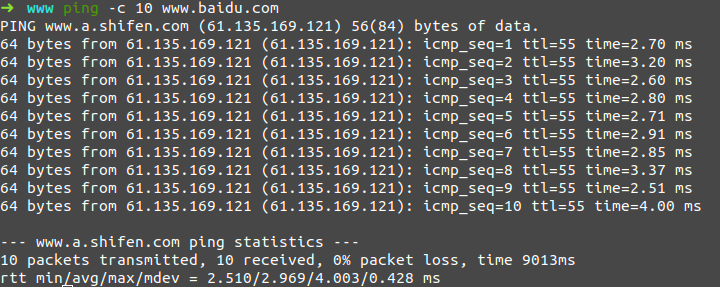 ➜ www ping -c 10 www.baidu.com
PING www.a.shifen.com (61.135.169.121) 56(84) bytes of data.
64 bytes from 61.135.169.121 (61.135.169.121): icmp_seq=1 ttl=55 time=2.70 ms
64 bytes from 61.135.169.121 (61.135.169.121): icmp_seq=2 ttl=55 time=3.20 ms
64 bytes from 61.135.169.121 (61.135.169.121): icmp_seq=3 ttl=55 time=2.60 ms
64 bytes from 61.135.169.121 (61.135.169.121): icmp_seq=4 ttl=55 time=2.80 ms
64 bytes from 61.135.169.121 (61.135.169.121): icmp_seq=5 ttl=55 time=2.71 ms
64 bytes from 61.135.169.121 (61.135.169.121): icmp_seq=6 ttl=55 time=2.91 ms
64 bytes from 61.135.169.121 (61.135.169.121): icmp_seq=7 ttl=55 time=2.85 ms
64 bytes from 61.135.169.121 (61.135.169.121): icmp_seq=8 ttl=55 time=3.37 ms
64 bytes from 61.135.169.121 (61.135.169.121): icmp_seq=9 ttl=55 time=2.51 ms
64 bytes from 61.135.169.121 (61.135.169.121): icmp_seq=10 ttl=55 time=4.00 ms
--- www.a.shifen.com ping statistics ---
10 packets transmitted, 10 received, 0% packet loss, time 9013ms
rtt min/avg/max/mdev = 2.510/2.969/4.003/0.428 ms